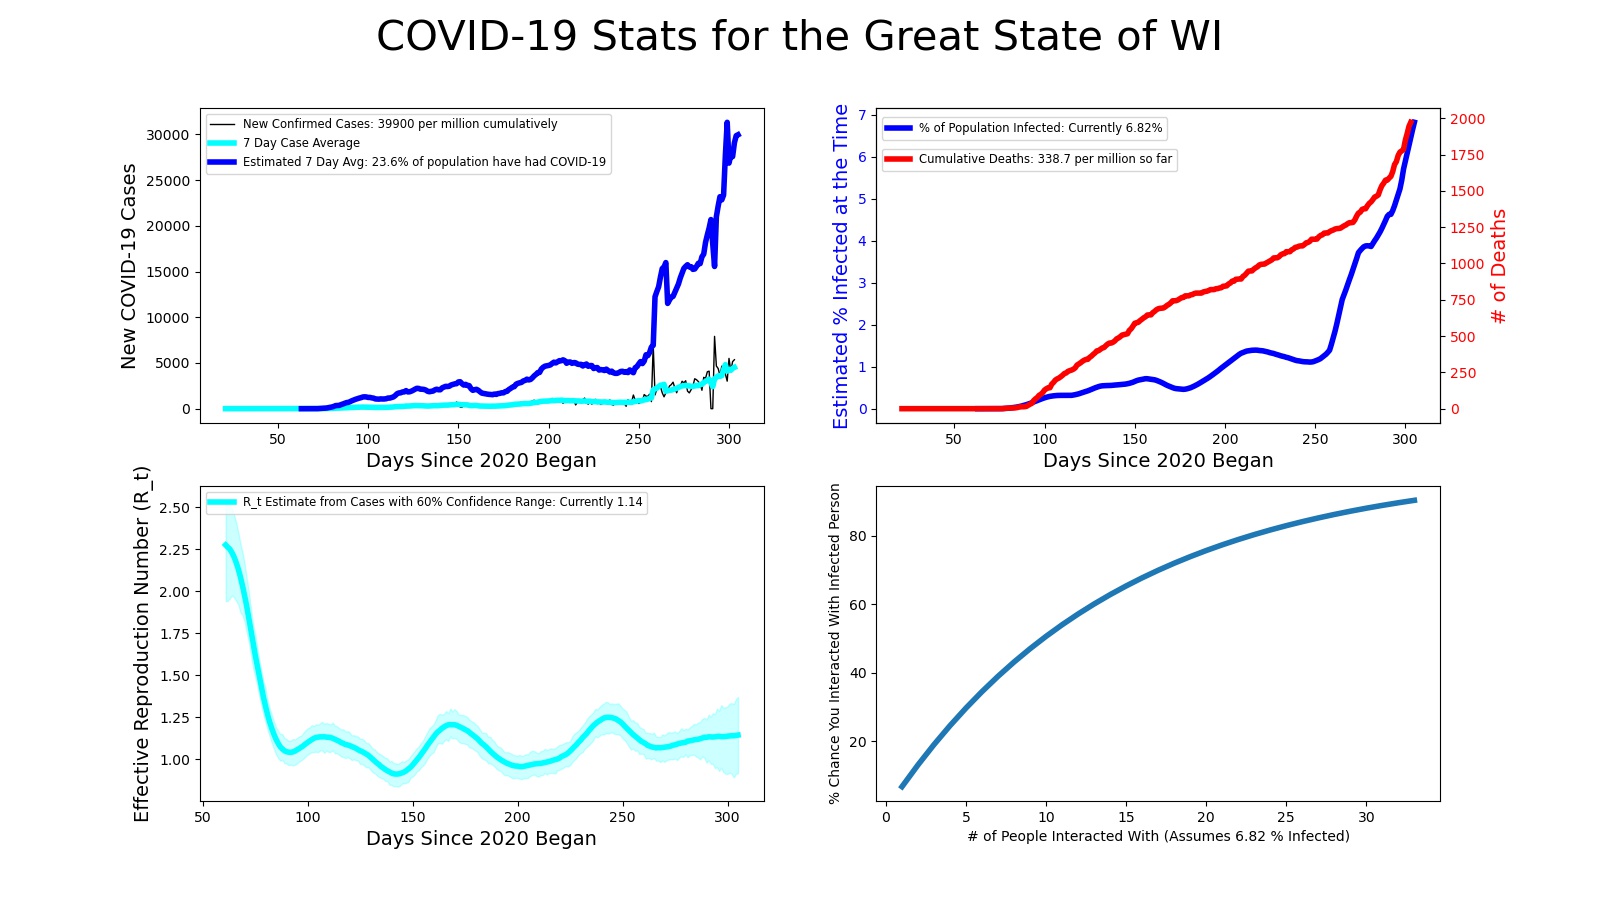 COVID-19 Stats for the Great State of WI
New COVID-19 Cases
30000
25000
20000
15000
10000
5000
0
New Confirmed Cases: 39900 per million cumulatively
7 Day Case Average
Estimated 7 Day Avg: 23.6% of population have had COVID-19
50 100 150 200 250 300
Days Since 2020 Began
Estimated % Infected at the Time
7
6
5
4
3
2
1
0
% of Population Infected: Currently 6.82%
Cumulative Deaths: 338.7 per million so far
2000
1750
1500
1250
1000
750
500
250
0
# of Deaths
50 100 150 200 250 300
Days Since 2020 Began
Effective Reproduction Number (R_t)
2.50
2.25
2.00
1.75
1.50
1.25
1.00
R_t Estimate from Cases with 60% Confidence Range: Currently 1.14
50 100 150 200 250 300
Days Since 2020 Began
% Chance You Interacted With Infected Person
80
60
40
20
0 5 10 15 20 25 30
# of People Interacted With (Assumes 6.82 % Infected)